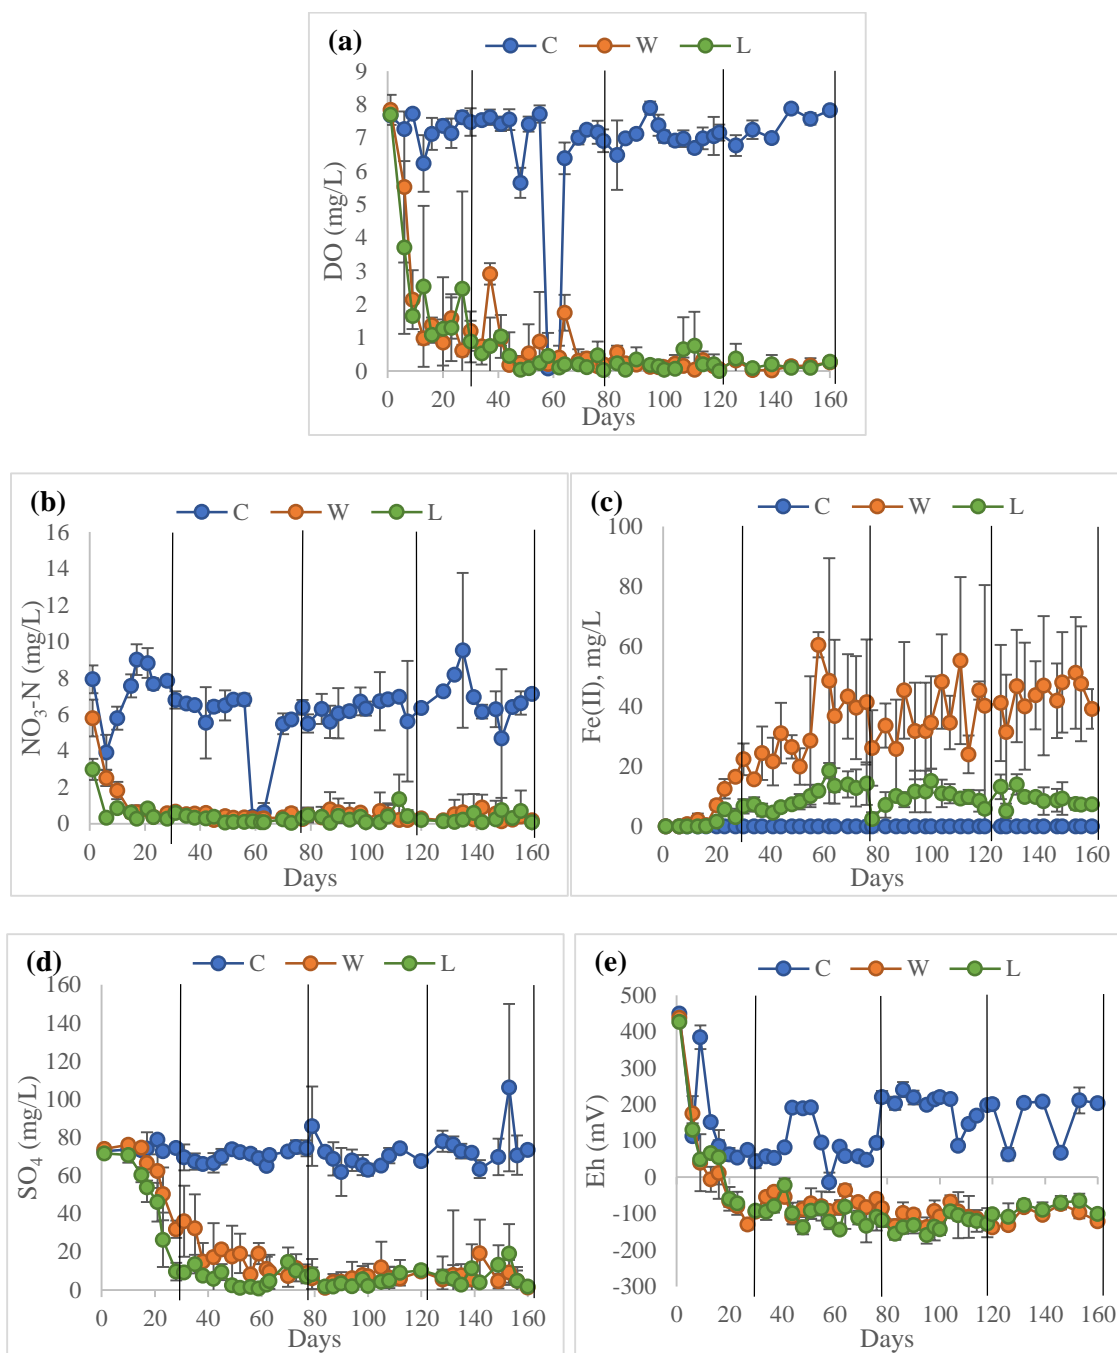 (a)
C W L
9
8
7
6
5
4
3
2
1
0
DO (mg/L)
0 20 40 60 80 100 120 140 160
Days
(b)
C W L
16
14
12
10
8
6
4
2
0
NO3-N (mg/L)
0 20 40 60 80 100 120 140 160
Days
(c)
C W L
100
80
60
40
20
0
Fe(II), mg/L
0 20 40 60 80 100 120 140 160
Days
(d)
C W L
160
140
120
100
80
60
40
20
0
SO4 (mg/L)
0 20 40 60 80 100 120 140 160
Days
(e)
C W L
500
400
300
200
100
0
-100
-200
-300
Eh (mV)
0 20 40 60 80 100 120 140 160
Days